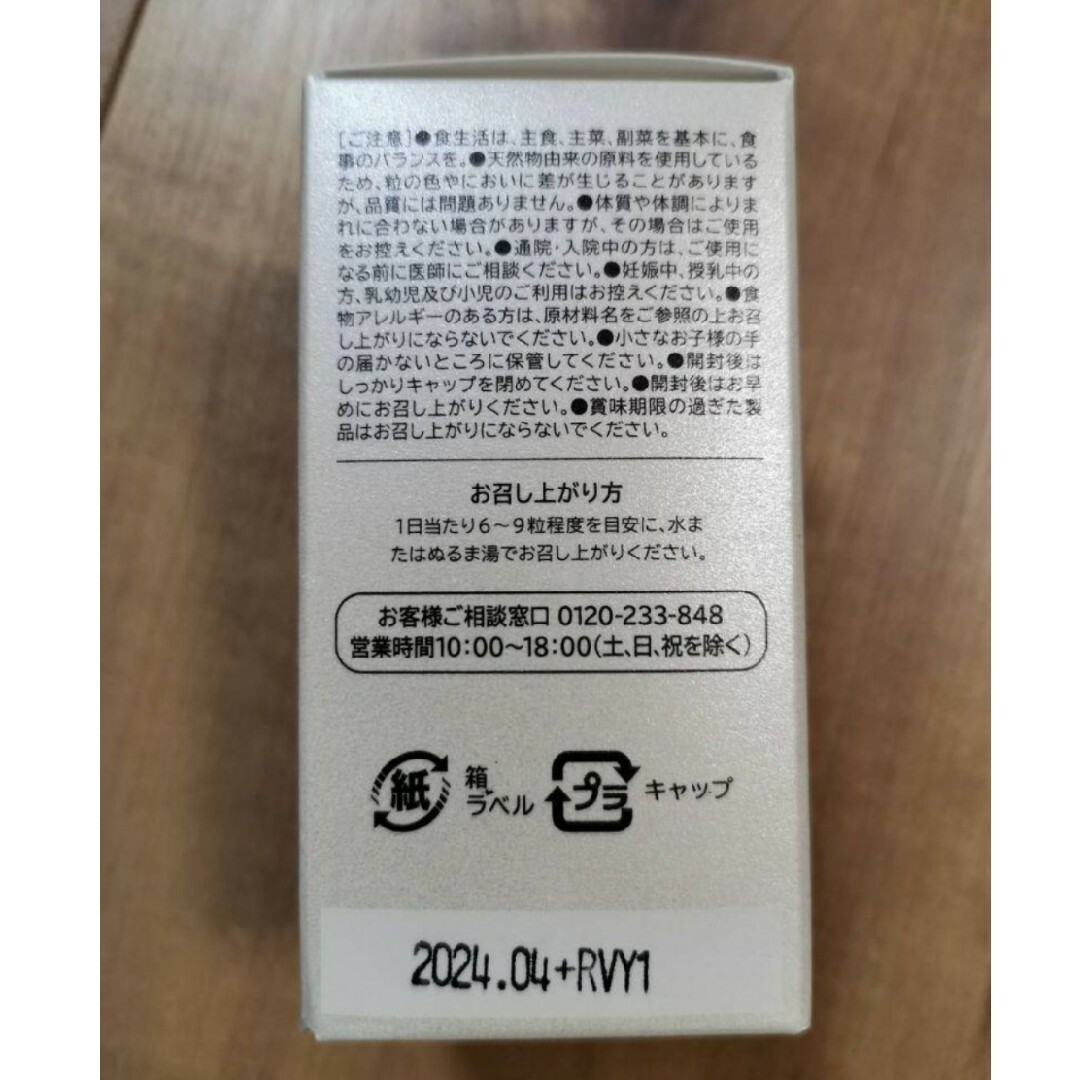 [ご注意]●食生活は、主食、主菜、副菜を基本に、食
事のバランスを。●天然物由来の原料を使用している
ため、粒の色やにおいに差が生じることがあります
が、品質には問題ありません。●体質や体調によりま
れに合わない場合がありますが、その場合はご使用
をお控えください。●通院・入院中の方は、ご使用に
なる前に医師にご相談ください。●妊娠中、授乳中の
方、乳幼児及び小児のご利用はお控えください。●食
物アレルギーのある方は、原材料名をご参照の上お召
し上がりにならないでください。●小さなお子様の手
の届かないところに保管してください。●開封後は
しっかりキャップを閉めてください。●開封後はお早
めにお召し上がりください。●賞味期限の過ぎた製
品はお召し上がりにならないでください。
お召し上がり方
1日当たり6～9粒程度を目安に、水ま
たはぬるま湯でお召し上がりください。
お客様ご相談窓口 0120-233-848
営業時間10:00～18:00(土、日、祝を除く)
紙 箱 ラベル プラ キャップ
2024.04+RVY1